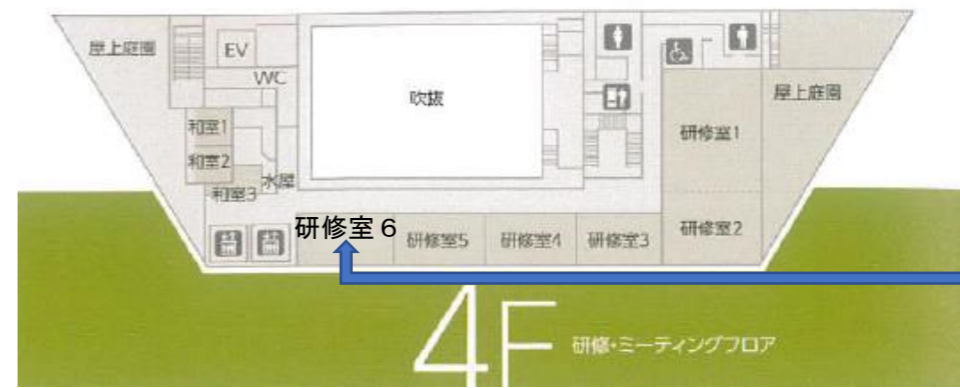 屋上庭園
EV
WC
吹抜
屋上庭園
和室1
研修室1
和室2
水屋
和室3
研修室6
研修室5
研修室4
研修室3
研修室2
4F
研修・ミーティングフロア